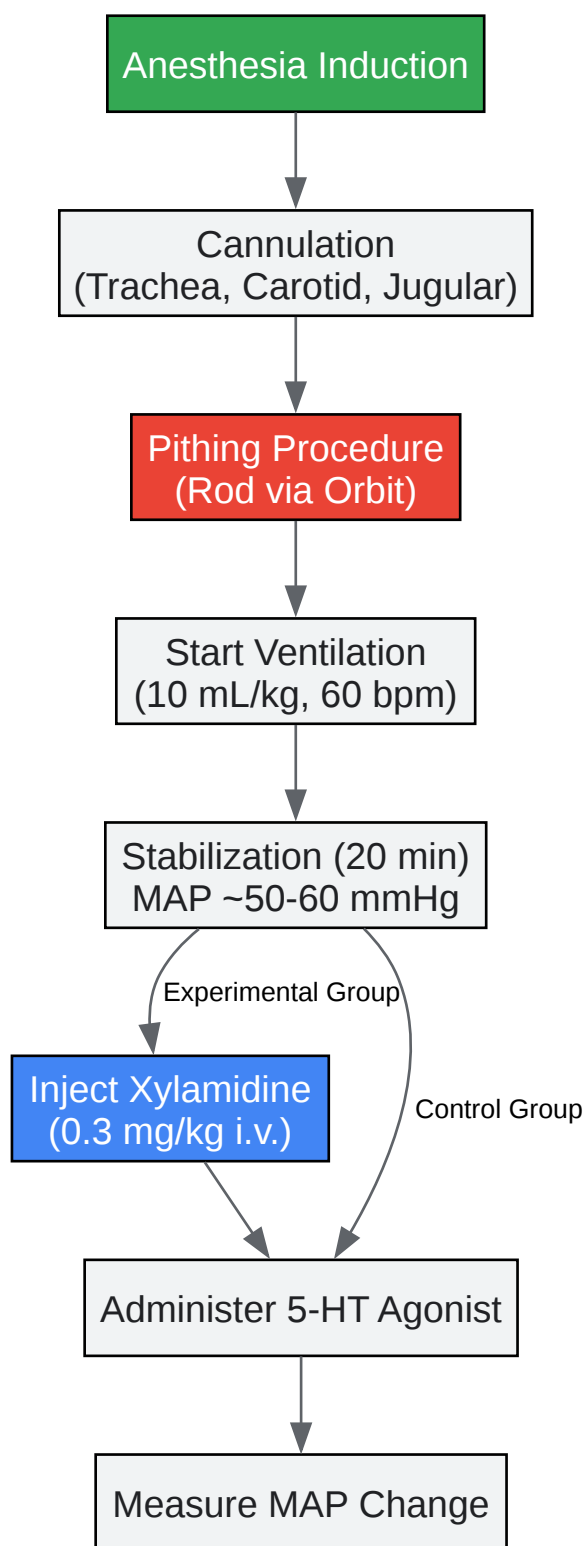 Anesthesia Induction
Cannulation
(Trachea, Carotid, Jugular)
Pithing Procedure
(Rod via Orbit)
Start Ventilation
(10 mL/kg, 60 bpm)
Stabilization (20 min)
MAP ~50-60 mmHg
Experimental Group
Inject Xylamidine
(0.3 mg/kg i.v.)
Control Group
Administer 5-HT Agonist
Measure MAP Change